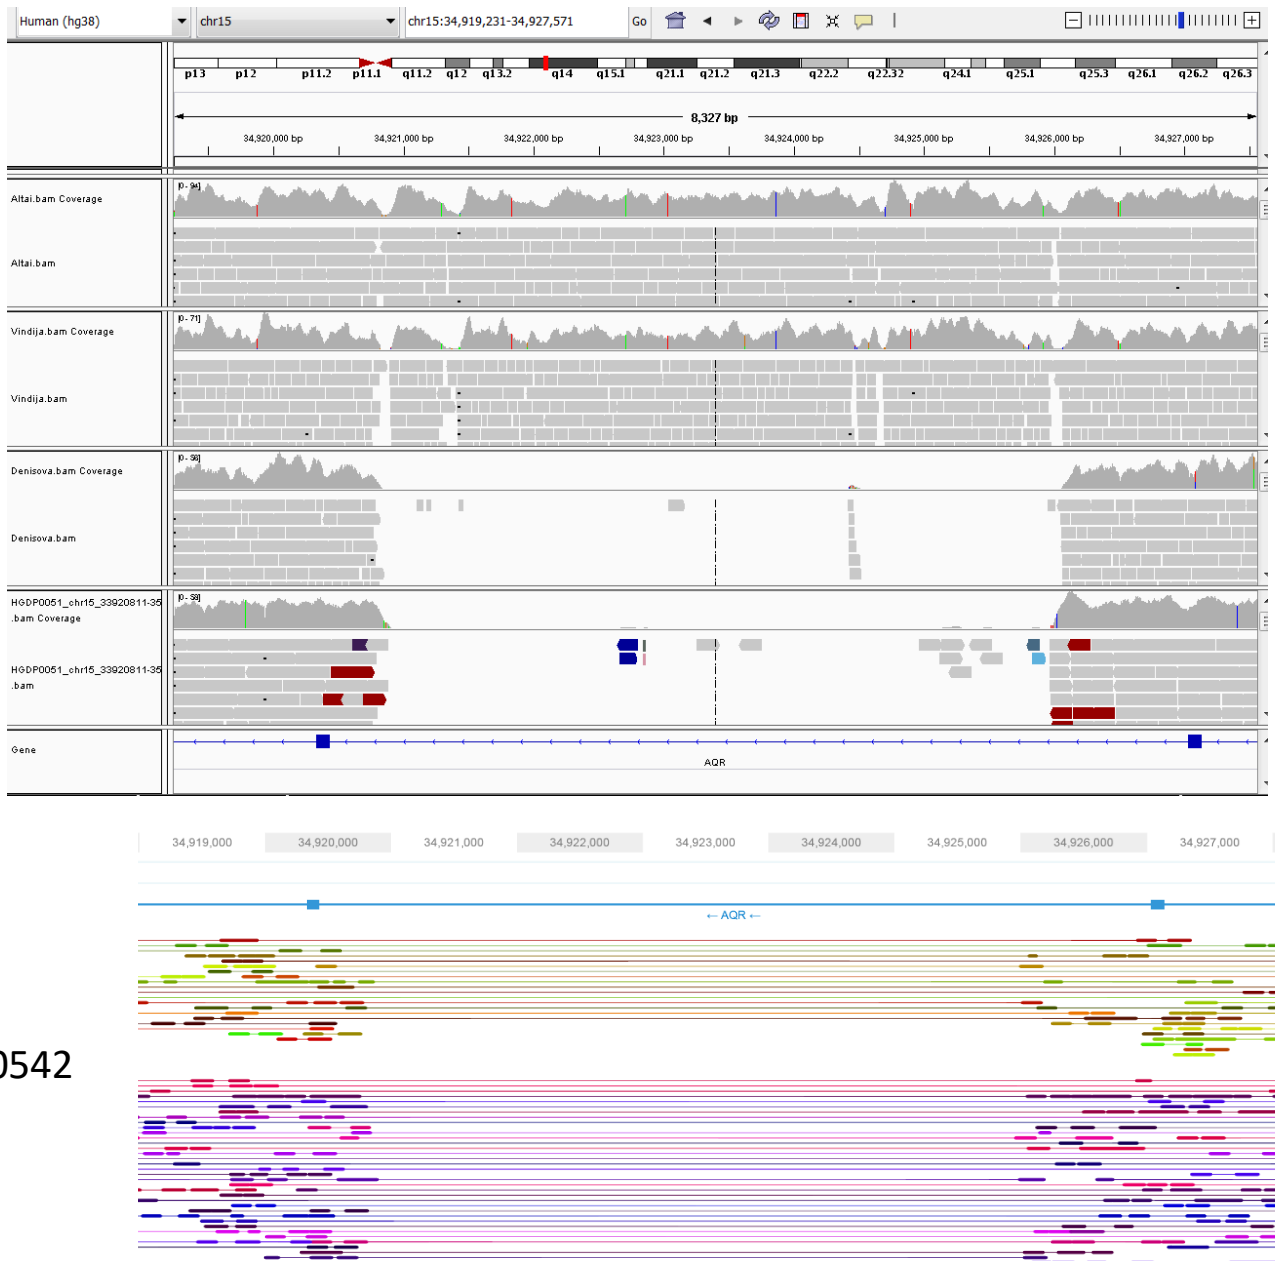 Human (hg38) chr15 chr15:34,919,231-34,927,571 Go
p13 p12 p11.2 p11.1 q11.2 q12 q13.2 q14 q15.1 q21.1 q21.2 q21.3 q22.2 q22.32 q24.1 q25.1 q25.3 q26.1 q26.2 q26.3
8,327 bp
34,920,000 bp 34,921,000 bp 34,922,000 bp 34,923,000 bp 34,924,000 bp 34,925,000 bp 34,926,000 bp 34,927,000 bp
[0 - 94]
Altai.bam Coverage
Altai.bam
[0 - 71]
Vindija.bam Coverage
Vindija.bam
[0 - 56]
Denisova.bam Coverage
Denisova.bam
HGDP0051_chr15_33920811-35
.bam Coverage
HGDP0051_chr15_33920811-35
.bam
Gene
AQR
34,919,000 34,920,000 34,921,000 34,922,000 34,923,000 34,924,000 34,925,000 34,926,000 34,927,000
← AQR ←
0542